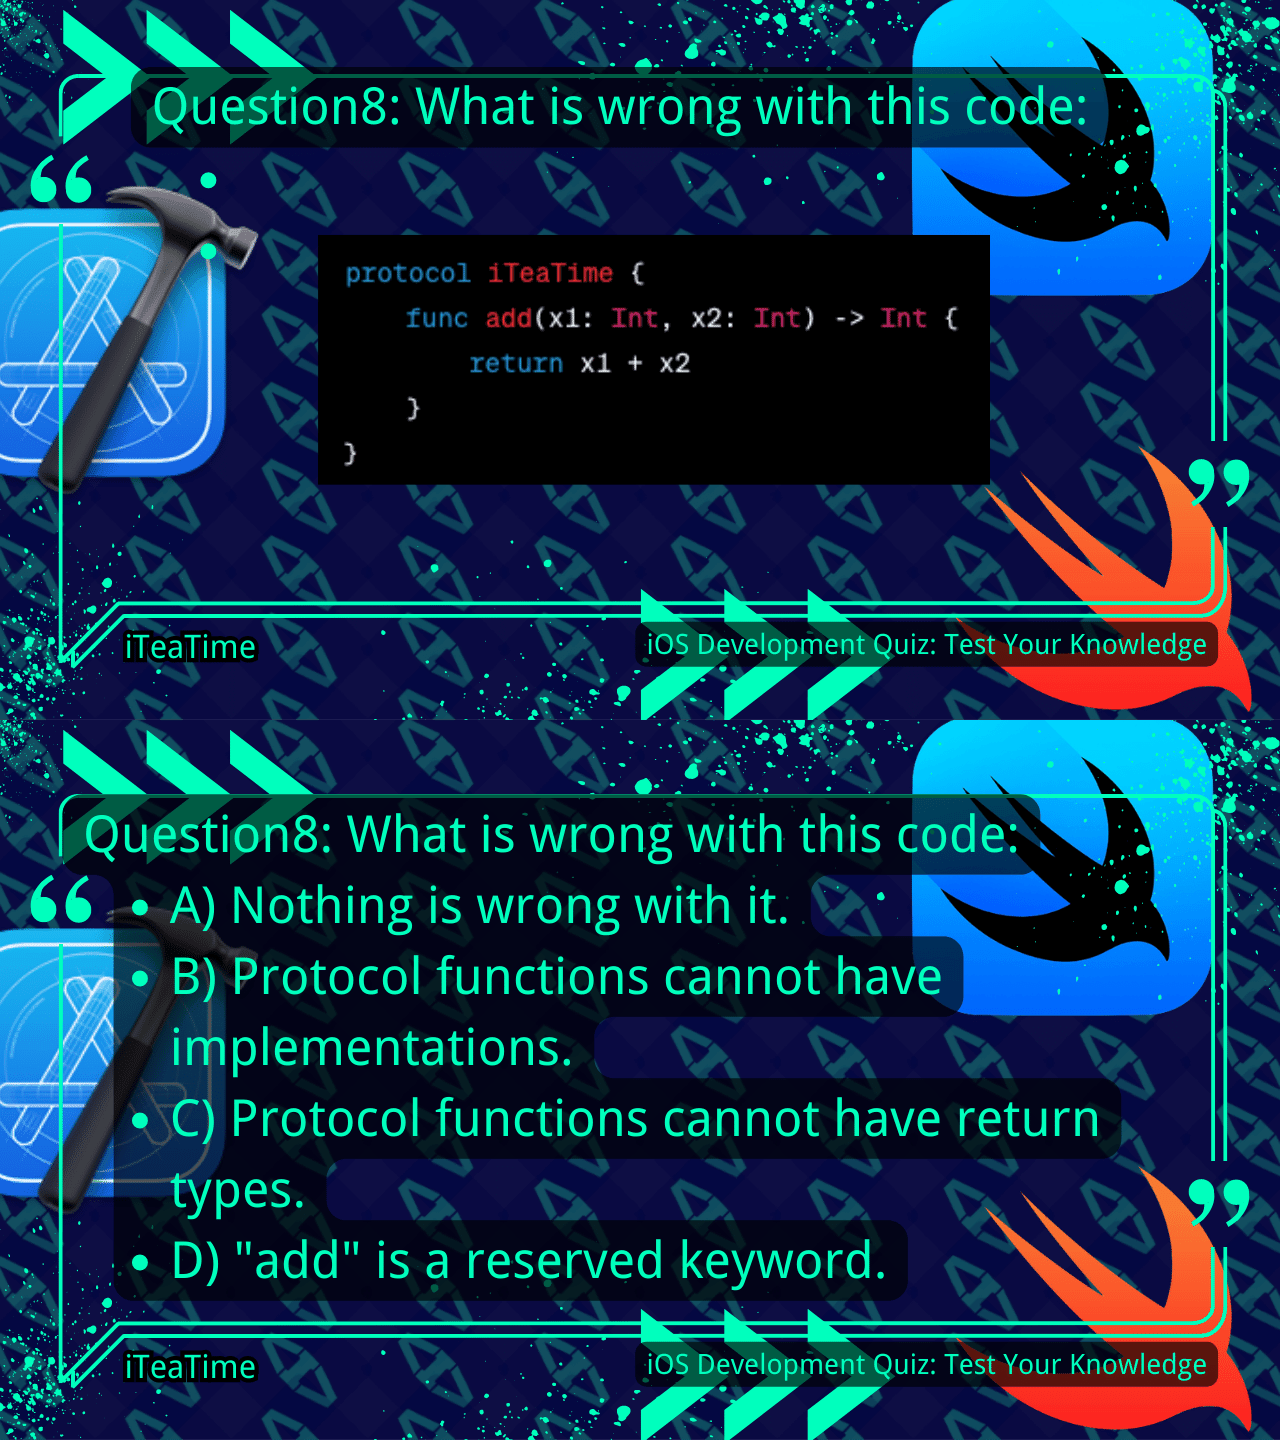 Question8: What is wrong with this code:
protocol iTeaTime {
    func add(x1: Int, x2: Int) -> Int {
        return x1 + x2
    }
}
iTeaTime
iOS Development Quiz: Test Your Knowledge
Question8: What is wrong with this code:
• A) Nothing is wrong with it.
• B) Protocol functions cannot have
implementations.
• C) Protocol functions cannot have return
types.
• D) "add" is a reserved keyword.
iTeaTime
iOS Development Quiz: Test Your Knowledge